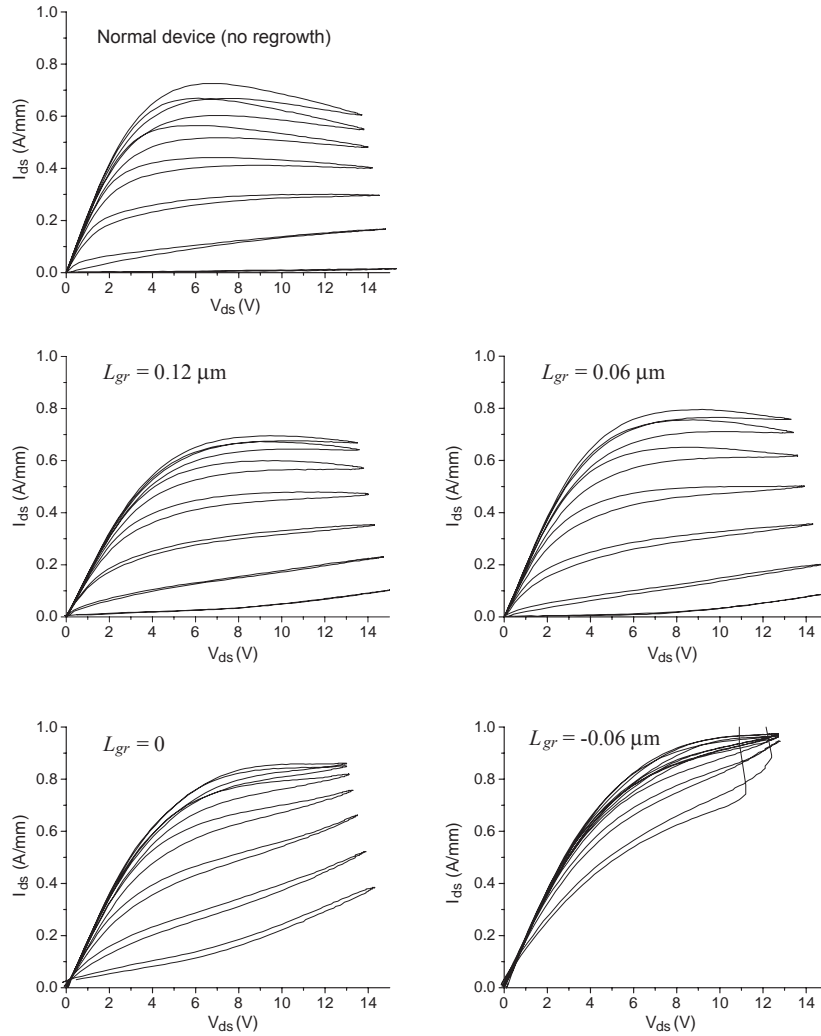 Normal device (no regrowth)
1.0
0.8
0.6
0.4
0.2
0.0
I_ds (A/mm)
0 2 4 6 8 10 12 14
V_ds (V)
L_gr = 0.12 μm
1.0
0.8
0.6
0.4
0.2
0.0
I_ds (A/mm)
0 2 4 6 8 10 12 14
V_ds (V)
L_gr = 0.06 μm
1.0
0.8
0.6
0.4
0.2
0.0
I_ds (A/mm)
0 2 4 6 8 10 12 14
V_ds (V)
L_gr = 0
1.0
0.8
0.6
0.4
0.2
0.0
I_ds (A/mm)
0 2 4 6 8 10 12 14
V_ds (V)
L_gr = -0.06 μm
1.0
0.8
0.6
0.4
0.2
0.0
I_ds (A/mm)
0 2 4 6 8 10 12 14
V_ds (V)